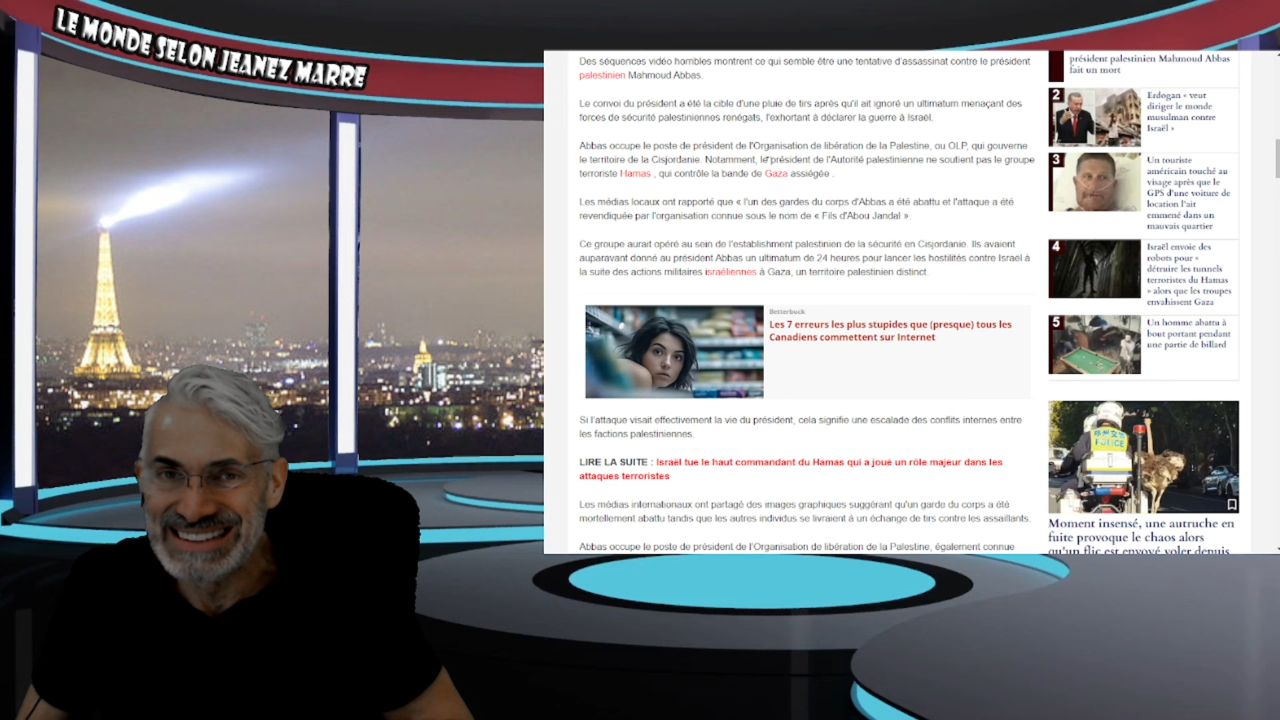 LE MONDE SELON JEANEZ MARRE
Des séquences vidéo horribles montrent ce qui semble être une tentative d'assassinat contre le président
palestinien Mahmoud Abbas.
Le convoi du président a été la cible d'une pluie de tirs après qu'il ait ignoré un ultimatum menaçant des
forces de sécurité palestiniennes renégats, l'exhortant à déclarer la guerre à Israël.
Abbas occupe le poste de président de l'Organisation de libération de la Palestine, ou OLP, qui gouverne
le territoire de la Cisjordanie. Notamment, le président de l'Autorité palestinienne ne soutient pas le groupe
terroriste Hamas , qui contrôle la bande de Gaza assiégée .
Les médias locaux ont rapporté que « l'un des gardes du corps d'Abbas a été abattu et l'attaque a été
revendiquée par l'organisation connue sous le nom de « Fils d'Abou Jandal ».
Ce groupe aurait opéré au sein de l'establishment palestinien de la sécurité en Cisjordanie. Ils avaient
auparavant donné au président Abbas un ultimatum de 24 heures pour lancer les hostilités contre Israël à
la suite des actions militaires israéliennes à Gaza, un territoire palestinien distinct
Betterbuck
Les 7 erreurs les plus stupides que (presque) tous les
Canadiens commettent sur Internet
Si l'attaque visait effectivement la vie du président, cela signifie une escalade des conflits internes entre
les factions palestiniennes
LIRE LA SUITE : Israël tue le haut commandant du Hamas qui a joué un rôle majeur dans les
attaques terroristes
Les médias internationaux ont partagé des images graphiques suggérant qu'un garde du corps a été
mortellement abattu tandis que les autres individus se livraient à un échange de tirs contre les assaillants.
Abbas occupe le poste de président de l'Organisation de libération de la Palestine, également connue
président palestinien Mahmoud Abbas
fait un mort
2
Erdogan « veut
diriger le monde
musulman contre
Israël »
3
Un touriste
américain touché au
visage après que le
GPS d'une voiture de
location l'ait
emmené dans un
mauvais quartier
4
Israël envoie des
robots pour «
détruire les tunnels
terroristes du Hamas
» alors que les troupes
envahissent Gaza
5
Un homme abattu à
bout portant pendant
une partie de billard
POLICE
Moment insensé, une autruche en
fuite provoque le chaos alors
qu'un flic est envoyé voler depuis